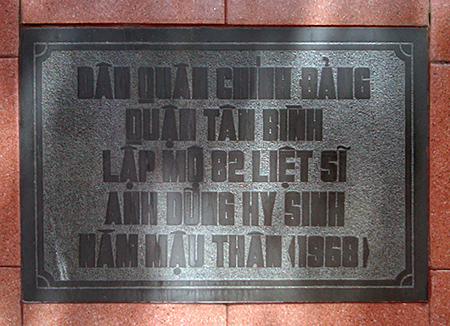 DÂN QUÂN CHÍNH ĐẢNG
QUẬN TÂN BÌNH
LẬP MỘ 82 LIỆT SĨ
ANH DŨNG HY SINH
NĂM MẬU THÂN (1968)